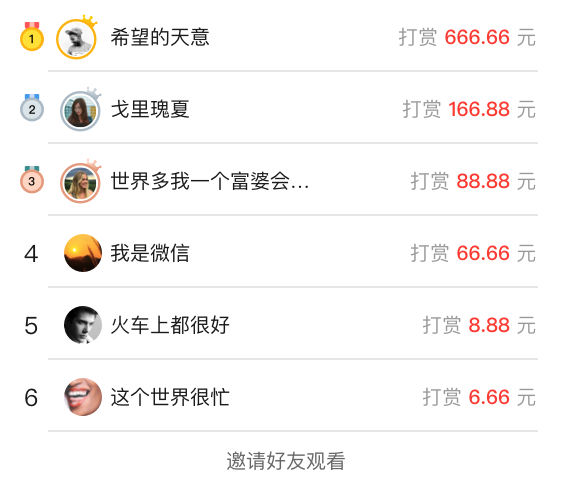 1 希望的天意 打赏 666.66 元
2 戈里瑰夏 打赏 166.88 元
3 世界多我一个富婆会... 打赏 88.88 元
4 我是微信 打赏 66.66 元
5 火车上都很好 打赏 8.88 元
6 这个世界很忙 打赏 6.66 元
邀请好友观看